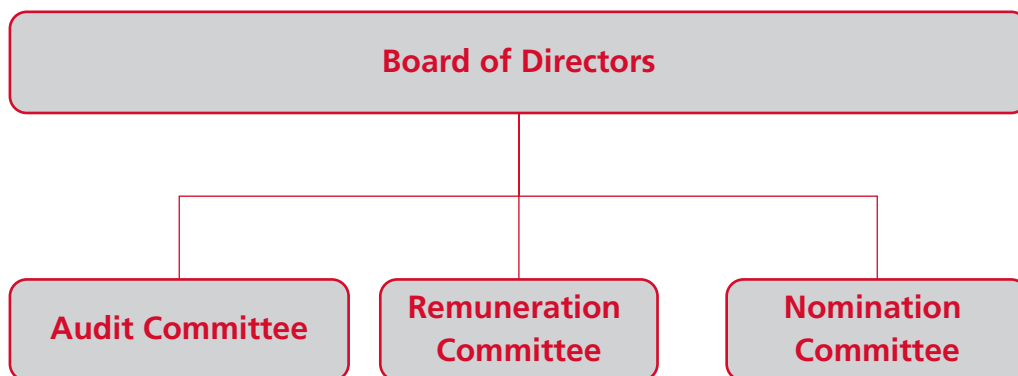 Board of Directors
Audit Committee
Remuneration
Committee
Nomination
Committee